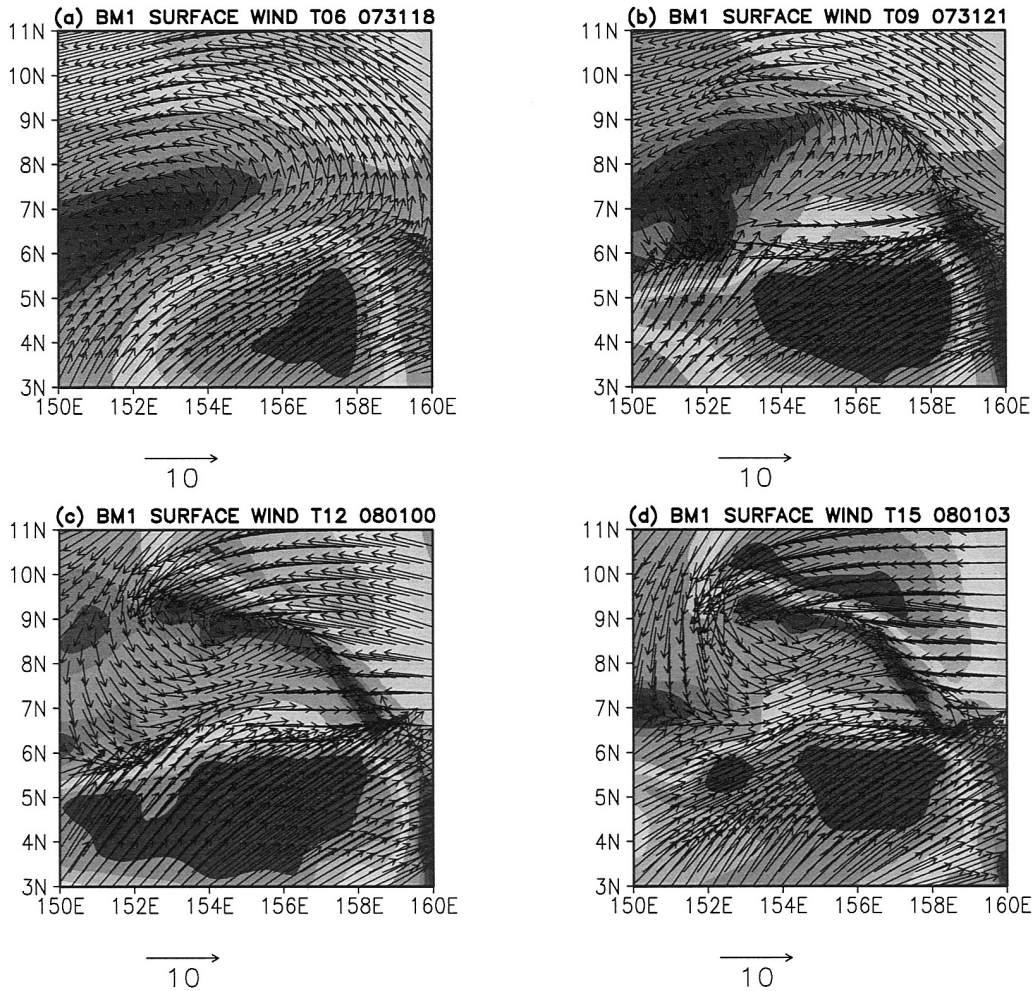 (a) BM1 SURFACE WIND T06 073118
11N
10N
9N
8N
7N
6N
5N
4N
3N
150E 152E 154E 156E 158E 160E
10
(b) BM1 SURFACE WIND T09 073121
11N
10N
9N
8N
7N
6N
5N
4N
3N
150E 152E 154E 156E 158E 160E
10
(c) BM1 SURFACE WIND T12 080100
11N
10N
9N
8N
7N
6N
5N
4N
3N
150E 152E 154E 156E 158E 160E
10
(d) BM1 SURFACE WIND T15 080103
11N
10N
9N
8N
7N
6N
5N
4N
3N
150E 152E 154E 156E 158E 160E
10